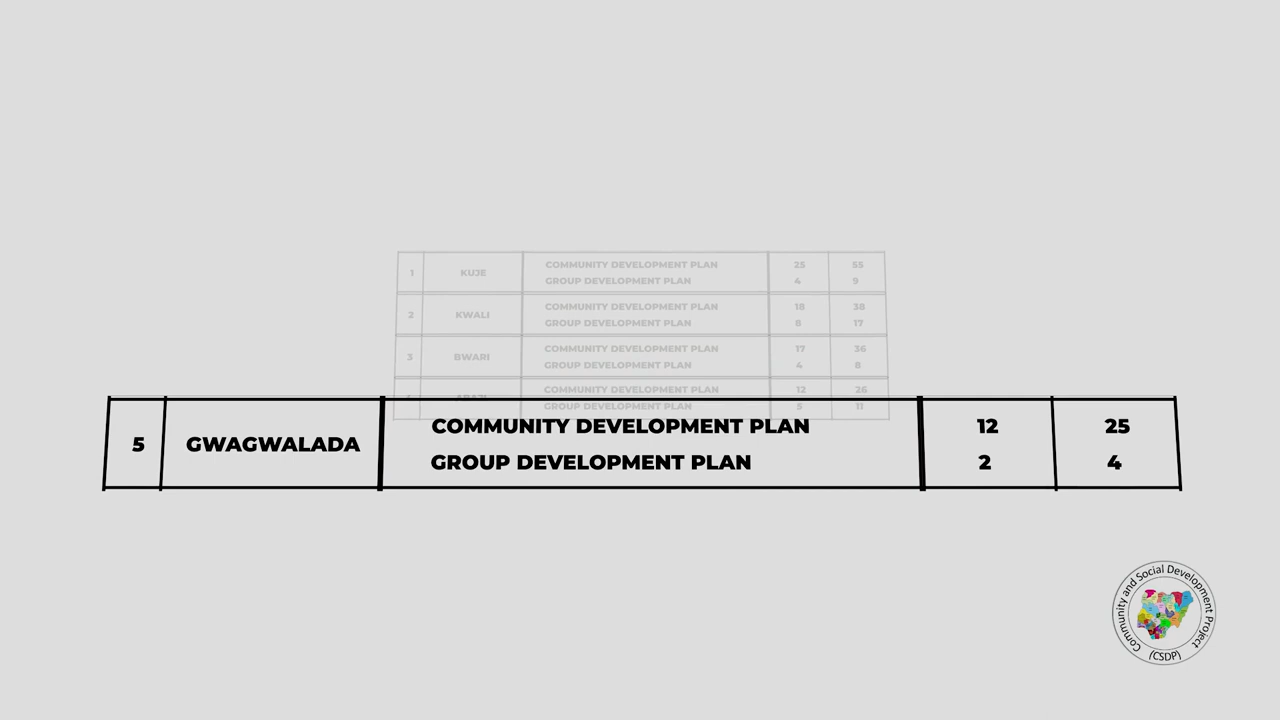 1 KUJE COMMUNITY DEVELOPMENT PLAN 25 55
GROUP DEVELOPMENT PLAN 4 9
2 KWALI COMMUNITY DEVELOPMENT PLAN 18 38
GROUP DEVELOPMENT PLAN 8 17
3 BWARI COMMUNITY DEVELOPMENT PLAN 17 36
GROUP DEVELOPMENT PLAN 4 8
COMMUNITY DEVELOPMENT PLAN 12 26
GROUP DEVELOPMENT PLAN 5 11
5 GWAGWALADA COMMUNITY DEVELOPMENT PLAN 12 25
GROUP DEVELOPMENT PLAN 2 4
Community and Social Development Project
(CSDP)